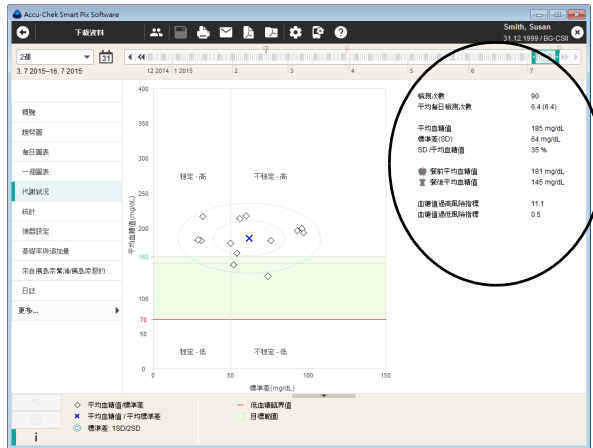 Accu-Chek Smart Pix Software
下載資料
Smith, Susan
31.12.1999 / BG-CSII
2週
31
3. 7 2015–16. 7 2015
12 2014 1 2015 2 3 4 5 6 7
概覽
趨勢圖
每日圖表
一週圖表
代謝狀況
統計
儀器設定
基礎率與追加量
來自胰島素幫浦/胰島素預約...
日誌
更多...
平均血糖值(mg/dL)
400
350
300
250
200
160
100
70
50
0
穩定 - 高 不穩定 - 高
穩定 - 低 不穩定 - 低
0 50 100 150
標準差(mg/dL)
檢測次數 90
平均每日檢測次數 6.4 (6.4)
平均血糖值 185 mg/dL
標準差(SD) 64 mg/dL
SD /平均血糖值 35 %
餐前平均血糖值 181 mg/dL
餐後平均血糖值 145 mg/dL
血糖值過高風險指標 11.1
血糖值過低風險指標 0.5
平均血糖值/標準差
平均血糖值 / 平均標準差
標準差: 1SD/2SD
低血糖臨界值
目標範圍
i